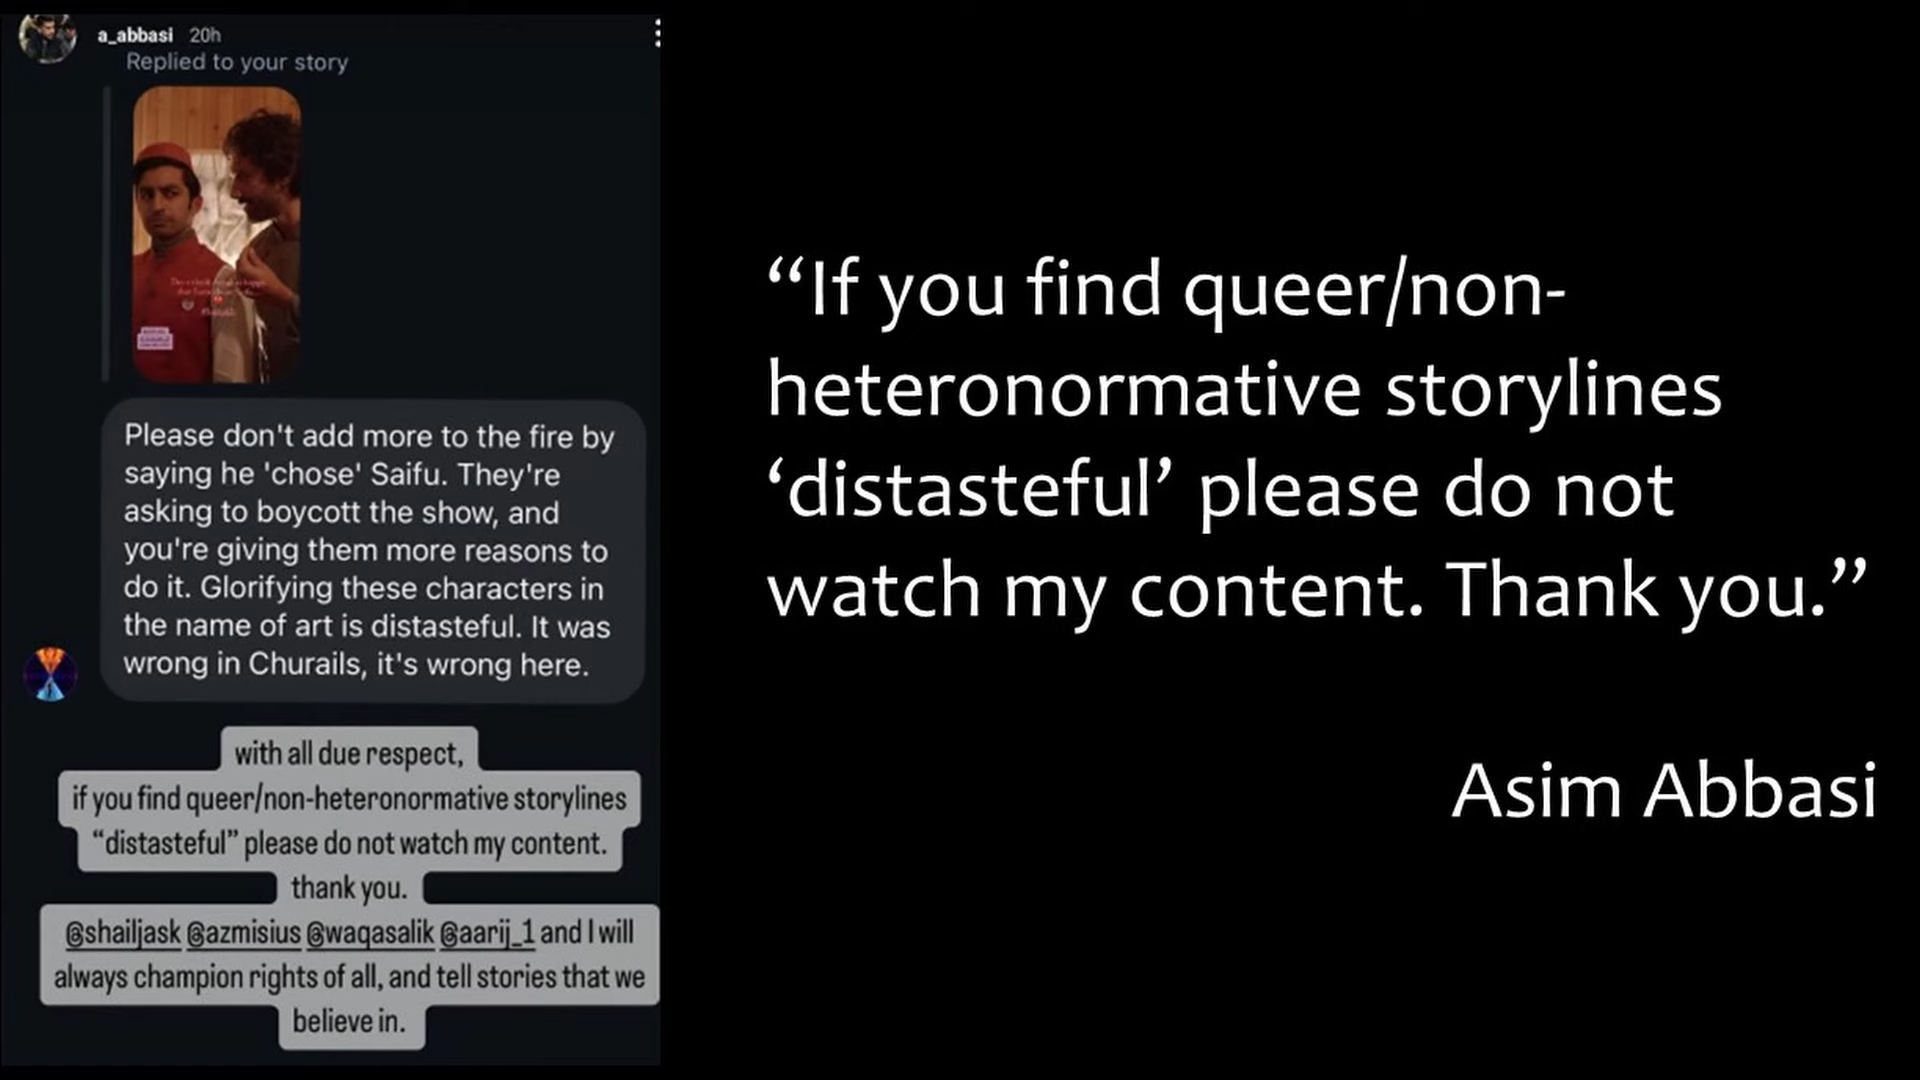 a_abbasi 20h
Replied to your story
Please don't add more to the fire by
saying he 'chose' Saifu. They're
asking to boycott the show, and
you're giving them more reasons to
do it. Glorifying these characters in
the name of art is distasteful. It was
wrong in Churails, it's wrong here.
with all due respect,
if you find queer/non-heteronormative storylines
“distasteful” please do not watch my content.
thank you.
@shailjask @azmisius @waqasalik @aarij_1 and I will
always champion rights of all, and tell stories that we
believe in.
“If you find queer/non-
heteronormative storylines
‘distasteful’ please do not
watch my content. Thank you.”
Asim Abbasi